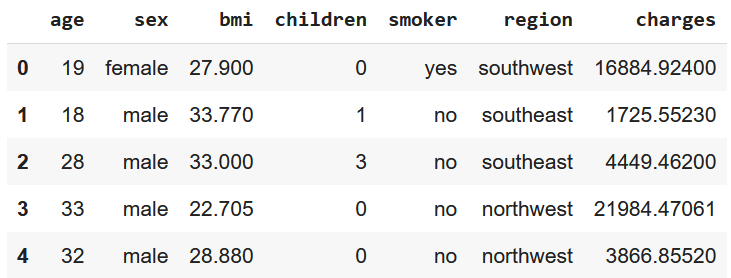 age sex bmi children smoker region charges
0 19 female 27.900 0 yes southwest 16884.92400
1 18 male 33.770 1 no southeast 1725.55230
2 28 male 33.000 3 no southeast 4449.46200
3 33 male 22.705 0 no northwest 21984.47061
4 32 male 28.880 0 no northwest 3866.85520